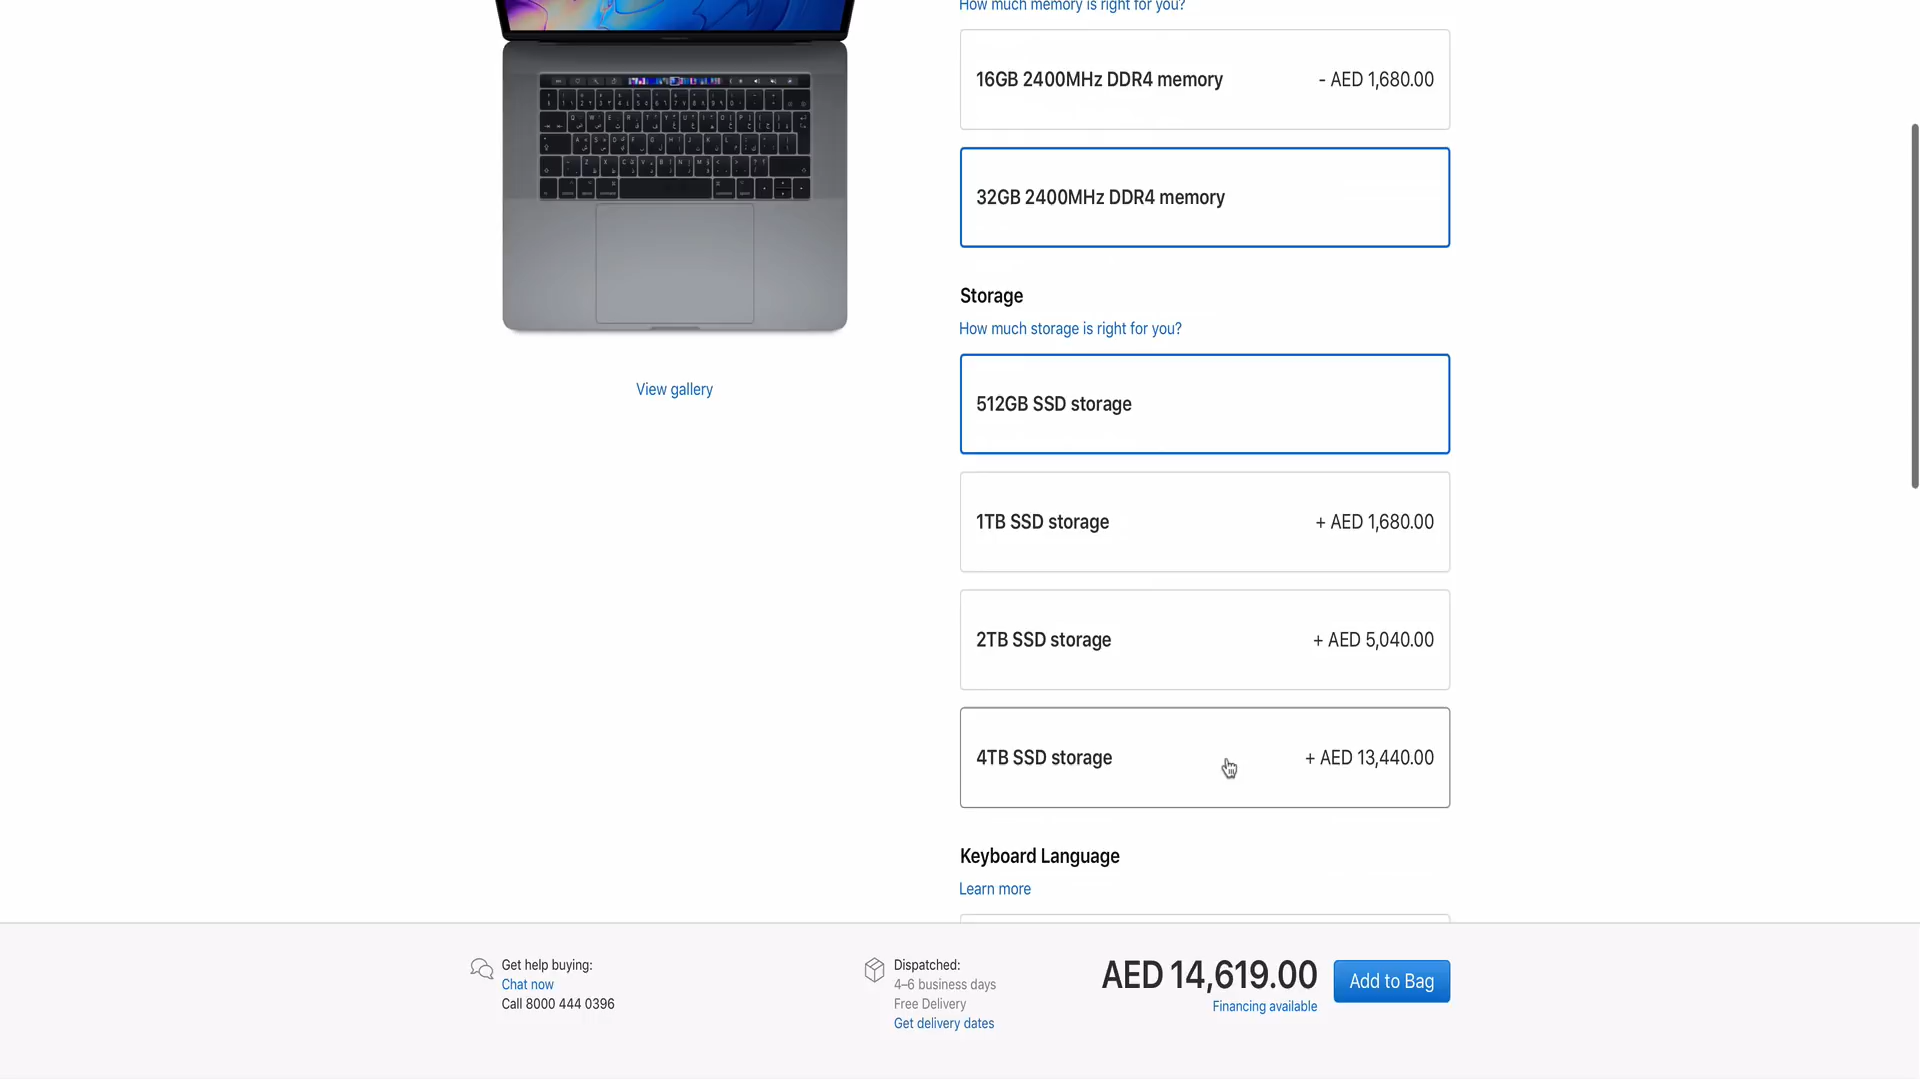 How much memory is right for you?
16GB 2400MHz DDR4 memory - AED 1,680.00
32GB 2400MHz DDR4 memory
Storage
How much storage is right for you?
512GB SSD storage
View gallery
1TB SSD storage + AED 1,680.00
2TB SSD storage + AED 5,040.00
4TB SSD storage + AED 13,440.00
Keyboard Language
Learn more
Get help buying:
Chat now
Call 8000 444 0396
Dispatched:
4–6 business days
Free Delivery
Get delivery dates
AED 14,619.00
Financing available
Add to Bag